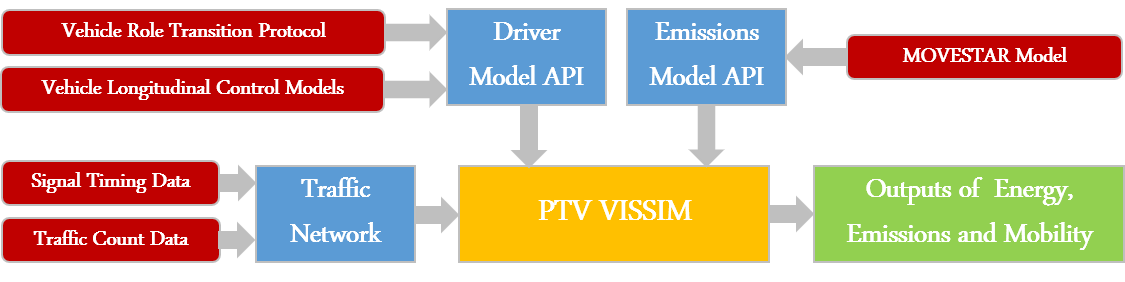 Vehicle Role Transition Protocol
Vehicle Longitudinal Control Models
Driver
Model API
Emissions
Model API
MOVESTAR Model
Signal Timing Data
Traffic Count Data
Traffic
Network
PTV VISSIM
Outputs of Energy,
Emissions and Mobility